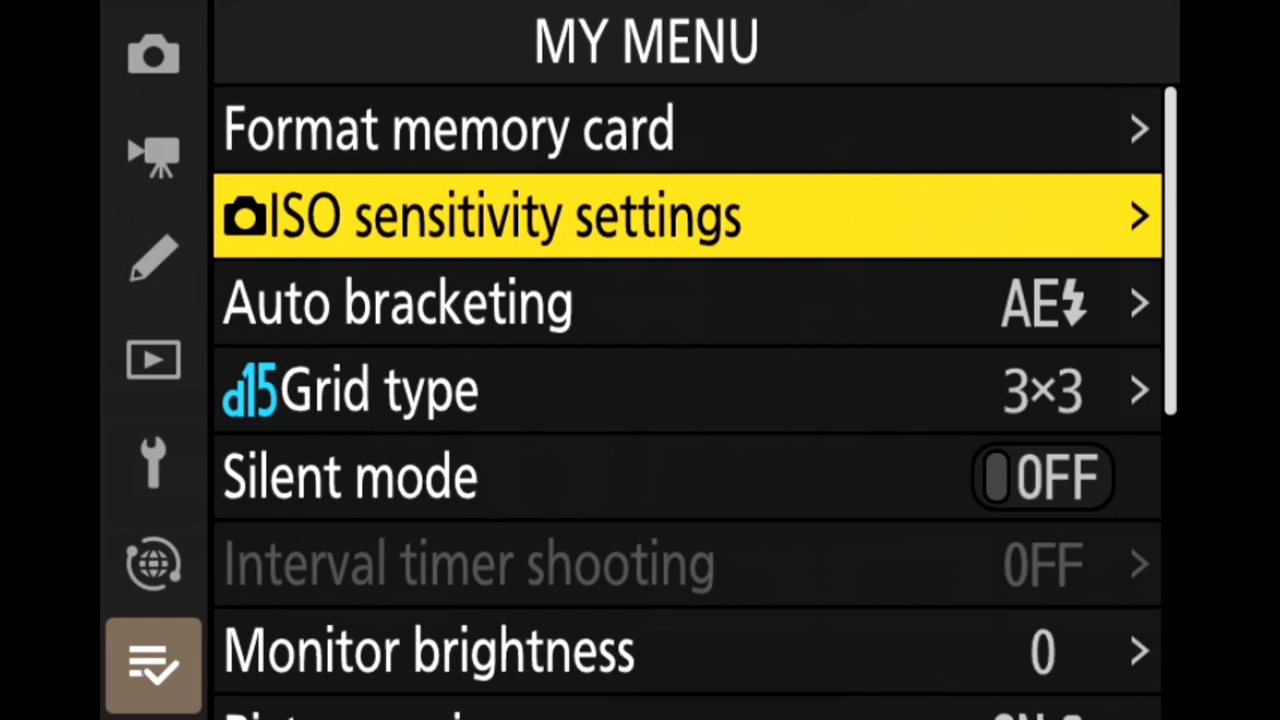 MY MENU
Format memory card >
ISO sensitivity settings >
Auto bracketing AE >
d15 Grid type 3×3 >
Silent mode OFF
Interval timer shooting OFF >
Monitor brightness 0 >